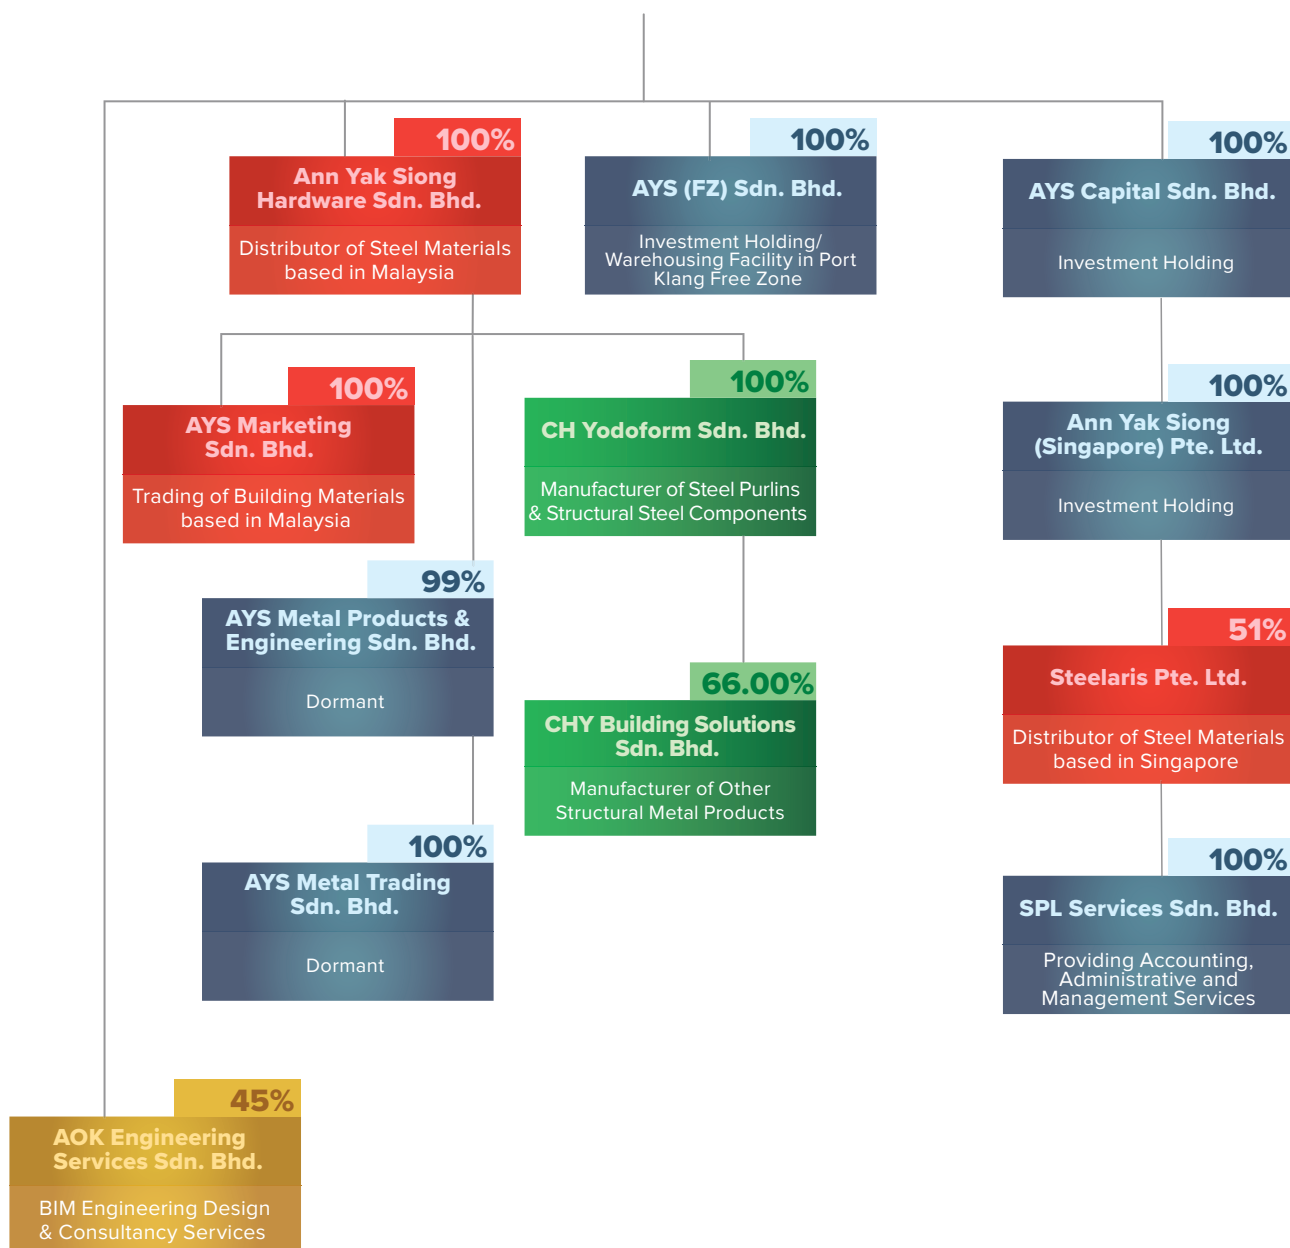 100%
Ann Yak Siong
Hardware Sdn. Bhd.
Distributor of Steel Materials
based in Malaysia
100%
AYS (FZ) Sdn. Bhd.
Investment Holding/
Warehousing Facility in Port
Klang Free Zone
100%
AYS Capital Sdn. Bhd.
Investment Holding
100%
AYS Marketing
Sdn. Bhd.
Trading of Building Materials
based in Malaysia
100%
CH Yodoform Sdn. Bhd.
Manufacturer of Steel Purlins
& Structural Steel Components
100%
Ann Yak Siong
(Singapore) Pte. Ltd.
Investment Holding
99%
AYS Metal Products &
Engineering Sdn. Bhd.
Dormant
66.00%
CHY Building Solutions
Sdn. Bhd.
Manufacturer of Other
Structural Metal Products
51%
Steelaris Pte. Ltd.
Distributor of Steel Materials
based in Singapore
100%
AYS Metal Trading
Sdn. Bhd.
Dormant
100%
SPL Services Sdn. Bhd.
Providing Accounting,
Administrative and
Management Services
45%
AOK Engineering
Services Sdn. Bhd.
BIM Engineering Design
& Consultancy Services